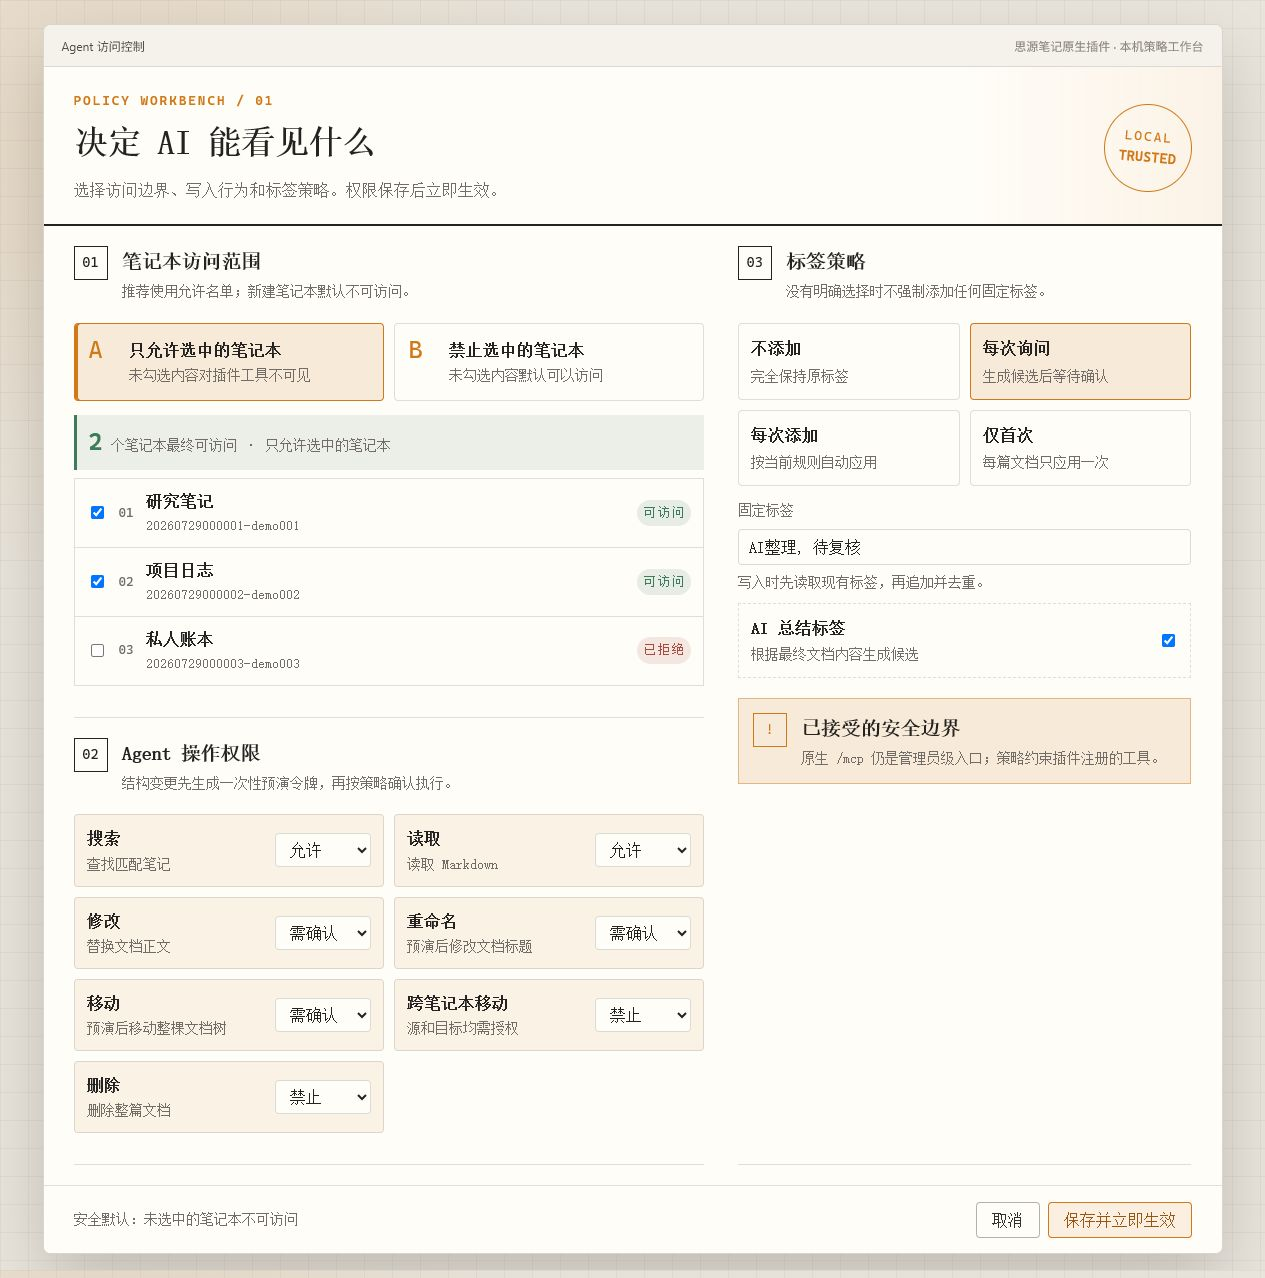 Agent 访问控制
思源笔记原生插件 · 本机策略工作台
POLICY WORKBENCH / 01
决定 AI 能看见什么
选择访问边界、写入行为和标签策略。权限保存后立即生效。
LOCAL
TRUSTED
01
笔记本访问范围
推荐使用允许名单；新建笔记本默认不可访问。
A
只允许选中的笔记本
未勾选内容对插件工具不可见
B
禁止选中的笔记本
未勾选内容默认可以访问
2 个笔记本最终可访问 · 只允许选中的笔记本
01
研究笔记
20260729000001-demo001
可访问
02
项目日志
20260729000002-demo002
可访问
03
私人账本
20260729000003-demo003
已拒绝
02
Agent 操作权限
结构变更先生成一次性预演令牌，再按策略确认执行。
搜索
查找匹配笔记
允许
读取
读取 Markdown
允许
修改
替换文档正文
需确认
重命名
预演后修改文档标题
需确认
移动
预演后移动整棵文档树
需确认
跨笔记本移动
源和目标均需授权
禁止
删除
删除整篇文档
禁止
03
标签策略
没有明确选择时不强制添加任何固定标签。
不添加
完全保持原标签
每次询问
生成候选后等待确认
每次添加
按当前规则自动应用
仅首次
每篇文档只应用一次
固定标签
AI整理, 待复核
写入时先读取现有标签，再追加并去重。
AI 总结标签
根据最终文档内容生成候选
!
已接受的安全边界
原生 /mcp 仍是管理员级入口；策略约束插件注册的工具。
安全默认：未选中的笔记本不可访问
取消
保存并立即生效